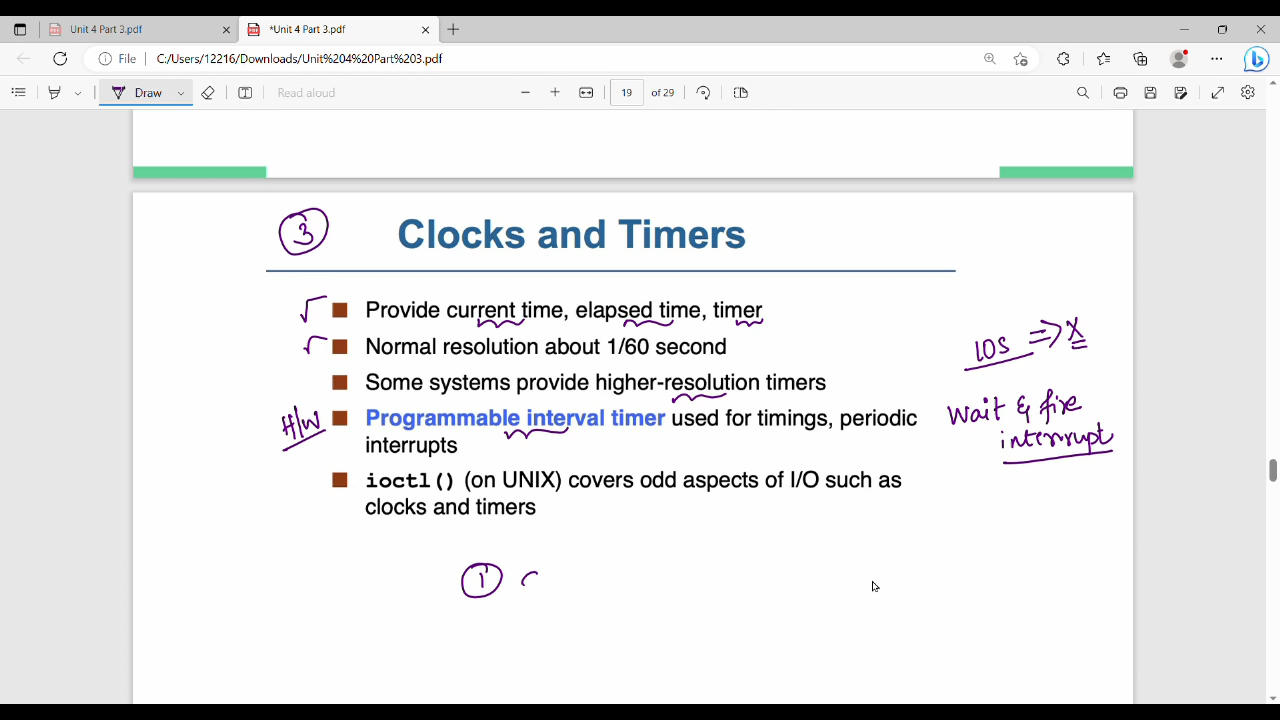 Unit 4 Part 3.pdf
*Unit 4 Part 3.pdf
File
C:/Users/12216/Downloads/Unit%204%20Part%203.pdf
Draw
Read aloud
19 of 29
3
Clocks and Timers
√ Provide current time, elapsed time, timer
Normal resolution about 1/60 second
Some systems provide higher-resolution timers
H/W Programmable interval timer used for timings, periodic
interrupts
ioctl() (on UNIX) covers odd aspects of I/O such as
clocks and timers
10S => X
Wait & fire
interrupt
1